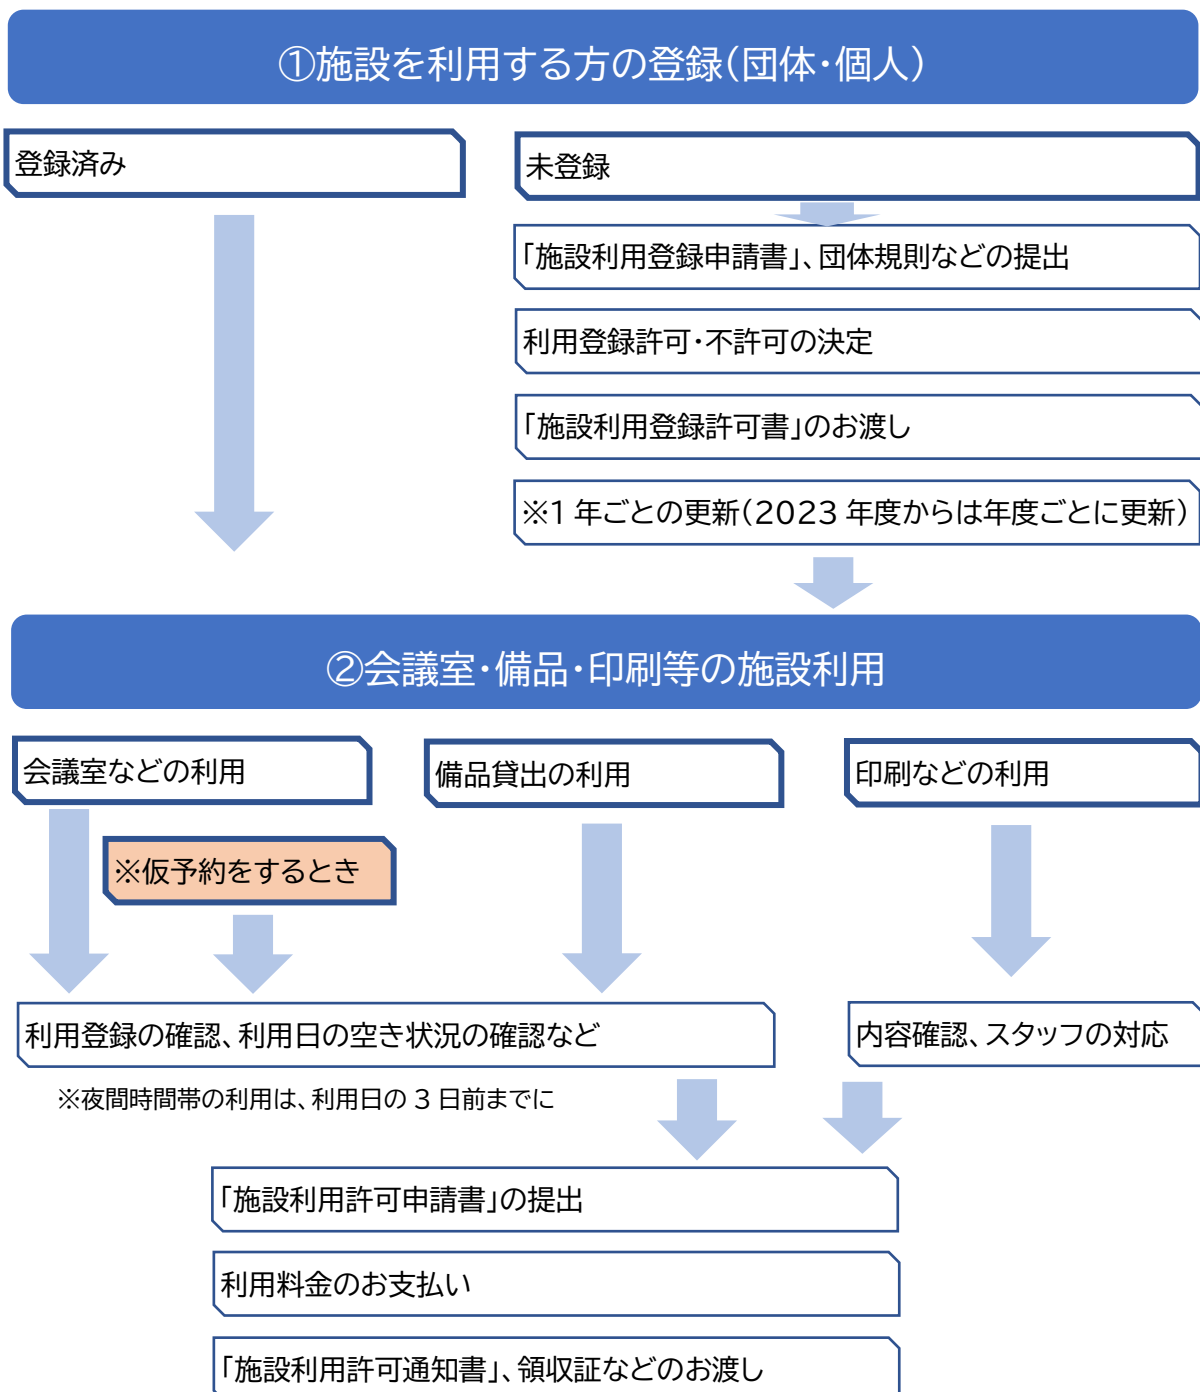 ①施設を利用する方の登録(団体・個人)
登録済み
未登録
「施設利用登録申請書」、団体規則などの提出
利用登録許可・不許可の決定
「施設利用登録許可書」のお渡し
※1 年ごとの更新(2023 年度からは年度ごとに更新)
②会議室・備品・印刷等の施設利用
会議室などの利用
備品貸出の利用
印刷などの利用
※仮予約をするとき
利用登録の確認、利用日の空き状況の確認など
内容確認、スタッフの対応
※夜間時間帯の利用は、利用日の 3 日前までに
「施設利用許可申請書」の提出
利用料金のお支払い
「施設利用許可通知書」、領収証などのお渡し